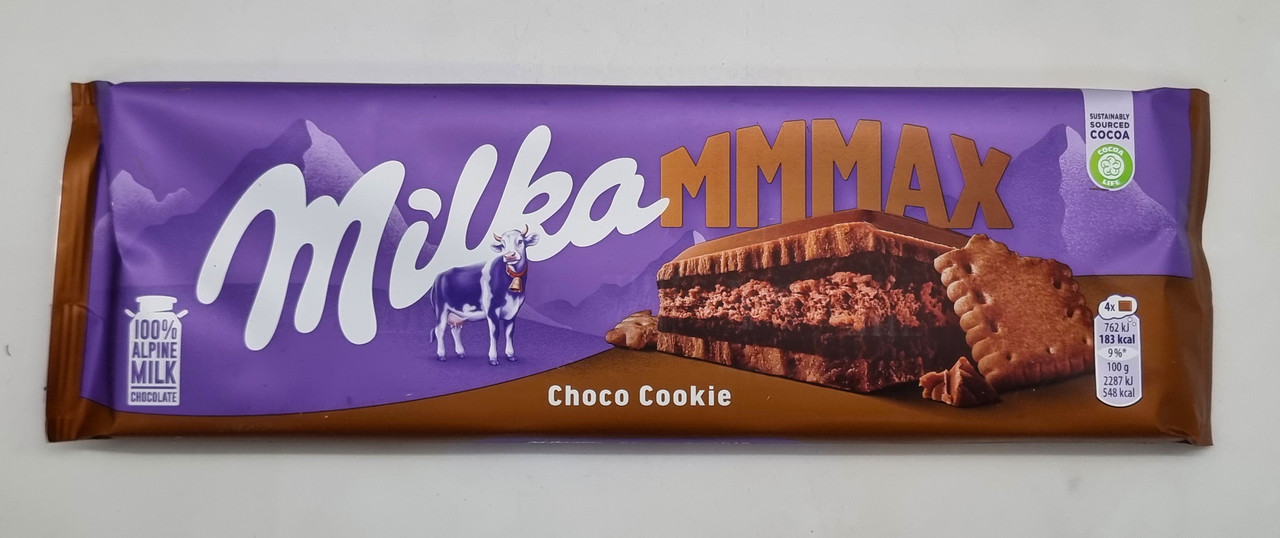 Milka MMMAX
SUSTAINABLY
SOURCED
COCOA
COCOA
LIFE
100%
ALPINE
MILK
CHOCOLATE
Choco Cookie
4x
762 kJ
183 kcal
9%*
100 g
2287 kJ
548 kcal